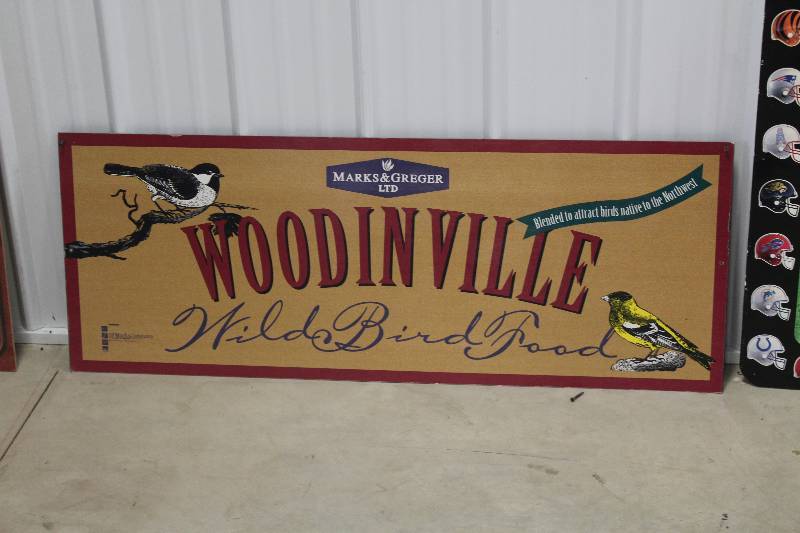 MARKS&GREGER
LTD
Blended to attract birds native to the Northwest
WOODINVILLE
Wild Bird Food